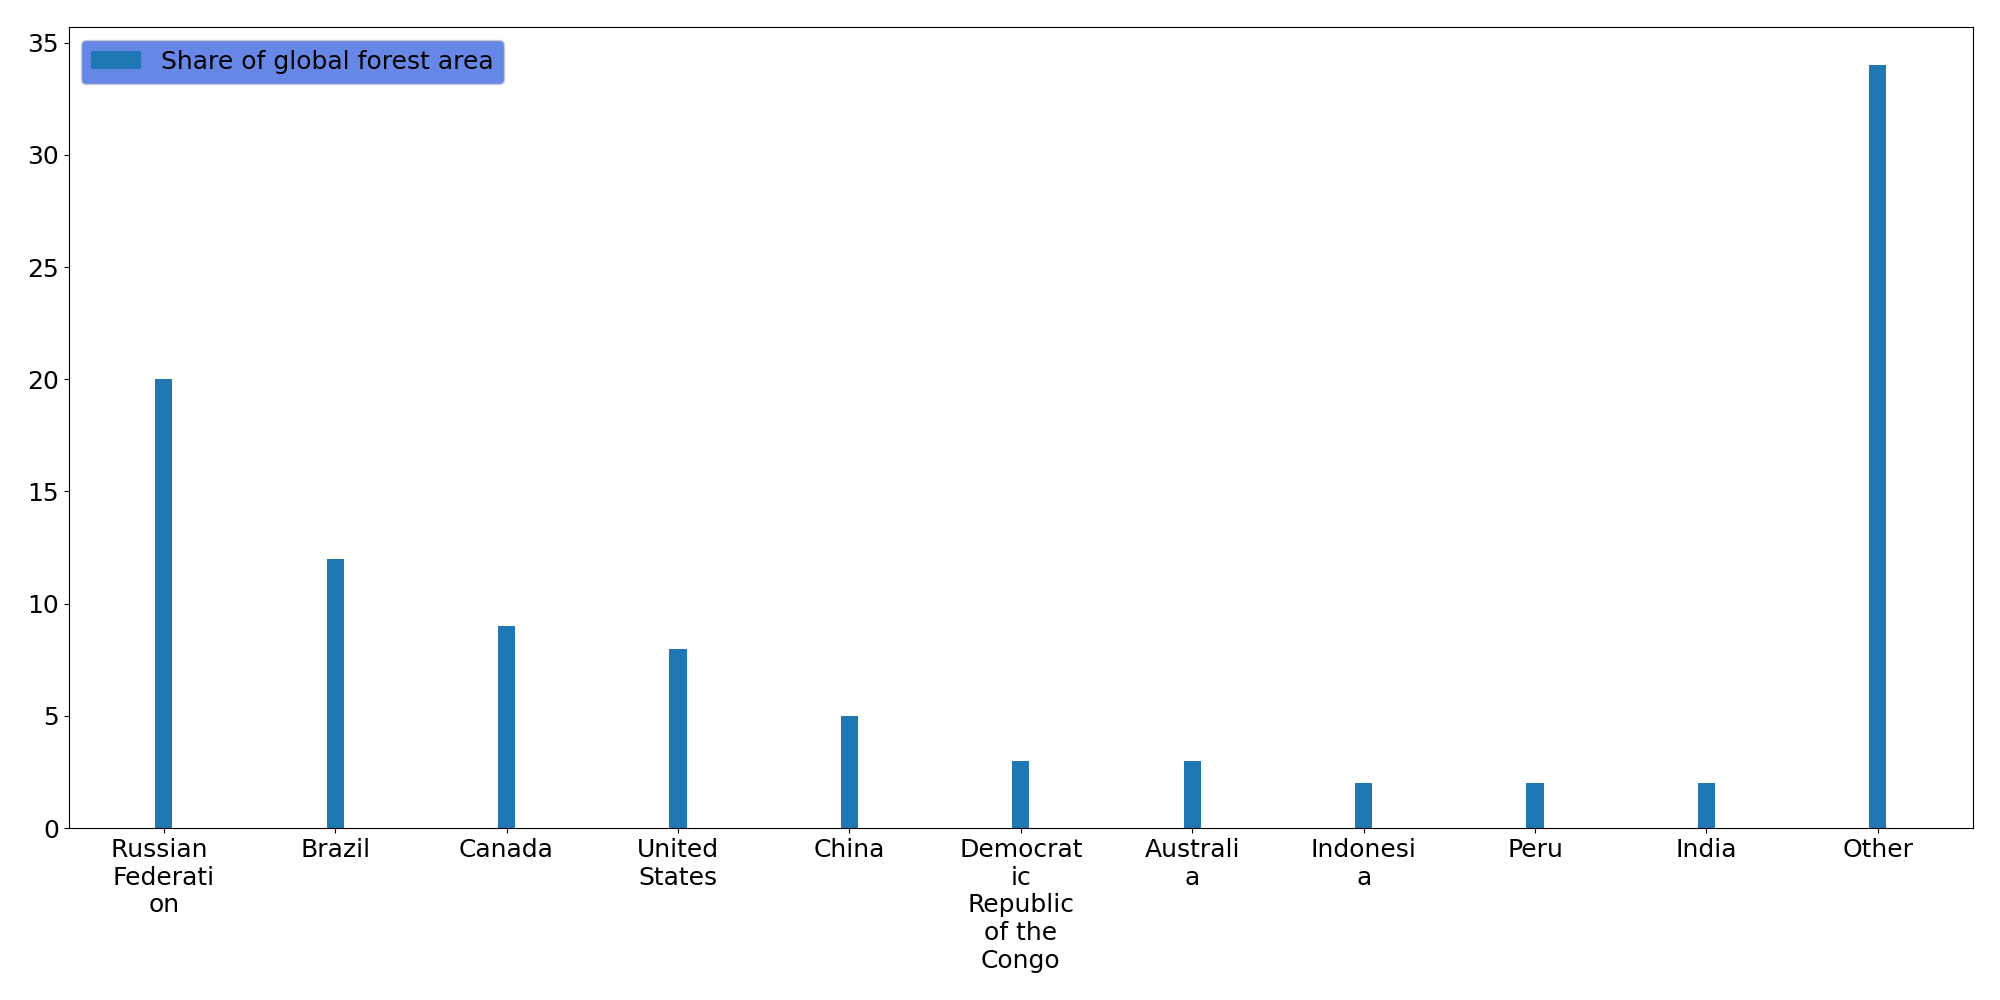 35
Share of global forest area
30
25
20
15
10
5
0
Russian
Federati
on
Brazil
Canada
United
States
China
Democrat
ic
Republic
of the
Congo
Australi
a
Indonesi
a
Peru
India
Other